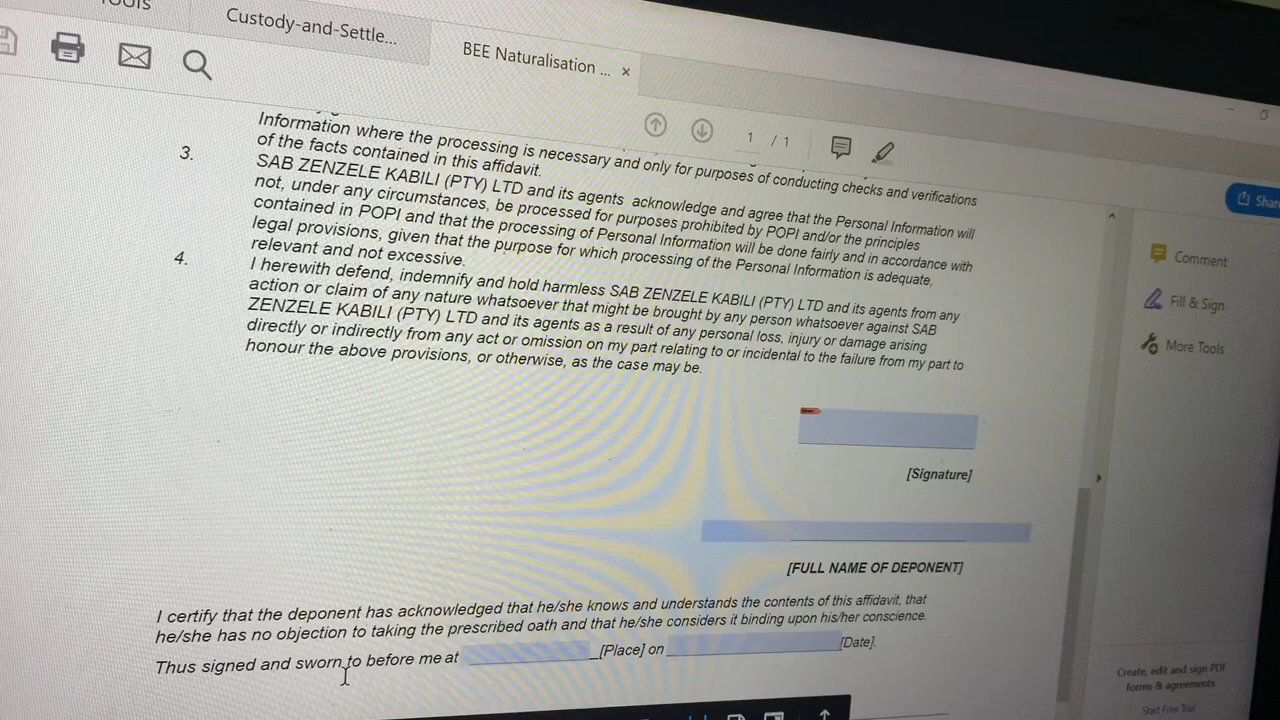 Custody-and-Settle...
BEE Naturalisation ...
1 / 1
Information where the processing is necessary and only for purposes of conducting checks and verifications
of the facts contained in this affidavit.
3.
SAB ZENZELE KABILI (PTY) LTD and its agents acknowledge and agree that the Personal Information will
not, under any circumstances, be processed for purposes prohibited by POPI and/or the principles
contained in POPI and that the processing of Personal Information will be done fairly and in accordance with
legal provisions, given that the purpose for which processing of the Personal Information is adequate,
relevant and not excessive.
4.
I herewith defend, indemnify and hold harmless SAB ZENZELE KABILI (PTY) LTD and its agents from any
action or claim of any nature whatsoever that might be brought by any person whatsoever against SAB
ZENZELE KABILI (PTY) LTD and its agents as a result of any personal loss, injury or damage arising
directly or indirectly from any act or omission on my part relating to or incidental to the failure from my part to
honour the above provisions, or otherwise, as the case may be.
[Signature]
[FULL NAME OF DEPONENT]
I certify that the deponent has acknowledged that he/she knows and understands the contents of this affidavit, that
he/she has no objection to taking the prescribed oath and that he/she considers it binding upon his/her conscience.
Thus signed and sworn to before me at [Place] on [Date].
Comment
Fill & Sign
More Tools
Create, edit and sign PDF
forms & agreements
Start Free Trial